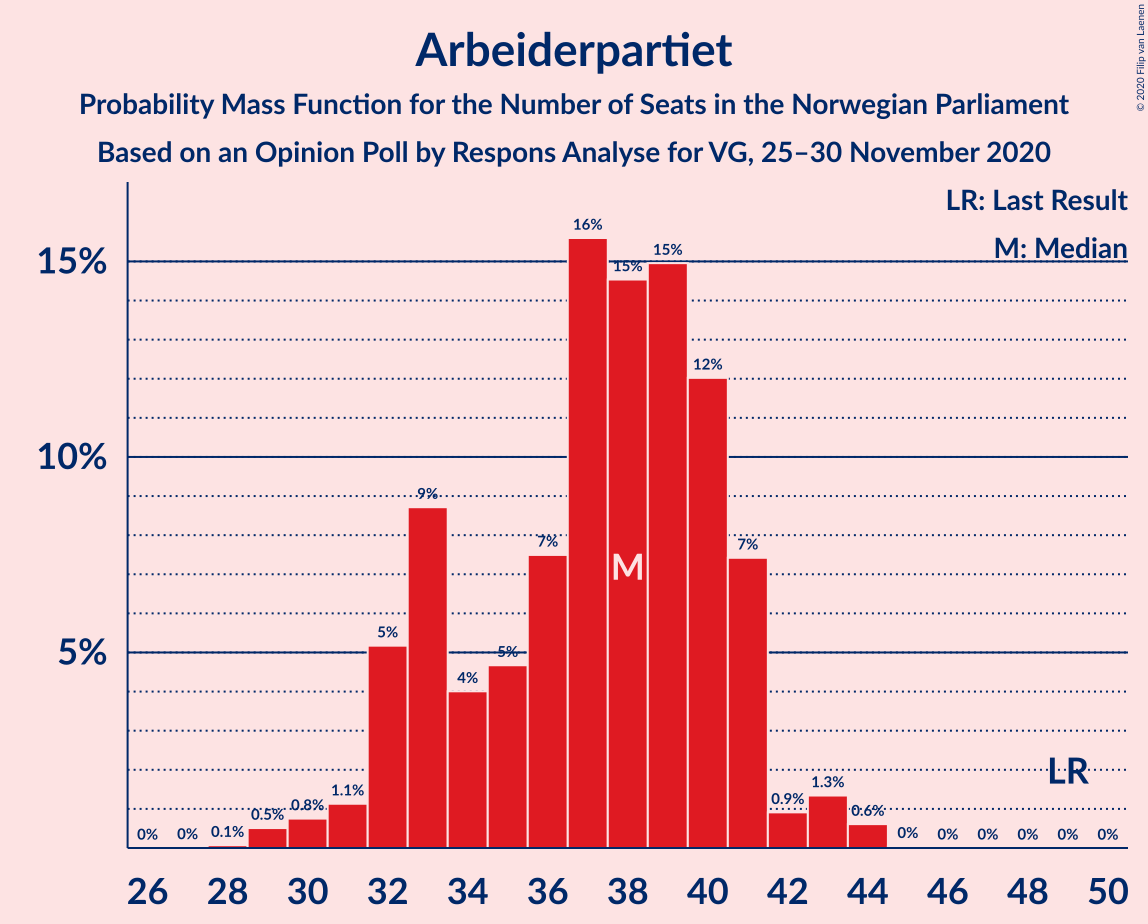 © 2020 Filip van Laenen
Arbeiderpartiet
Probability Mass Function for the Number of Seats in the Norwegian Parliament
Based on an Opinion Poll by Respons Analyse for VG, 25–30 November 2020
LR: Last Result
M: Median
15%
10%
5%
0% 0% 0.1% 0.5% 0.8% 1.1% 5% 9% 4% 5% 7% 16% 15% 15% 12% 7% 0.9% 1.3% 0.6% 0% 0% 0% 0% 0% 0%
M
LR
26 28 30 32 34 36 38 40 42 44 46 48 50